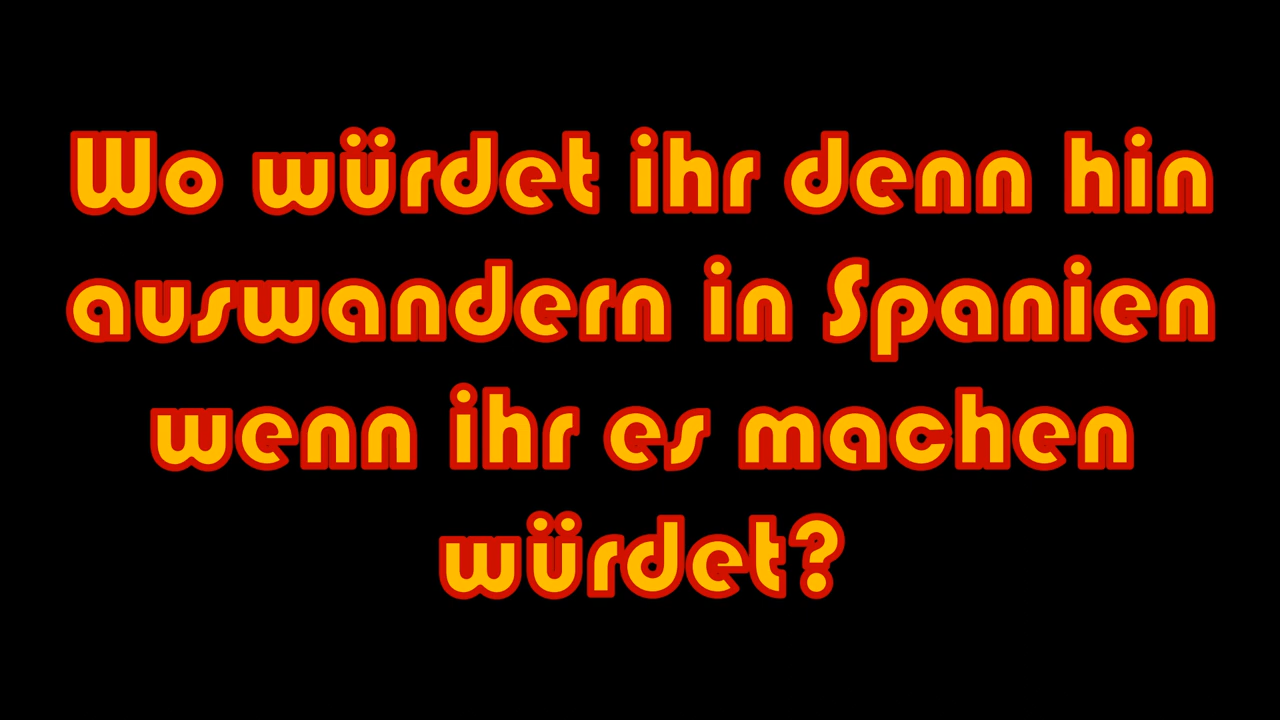 Wo würdet ihr denn hin
auswandern in Spanien
wenn ihr es machen
würdet?